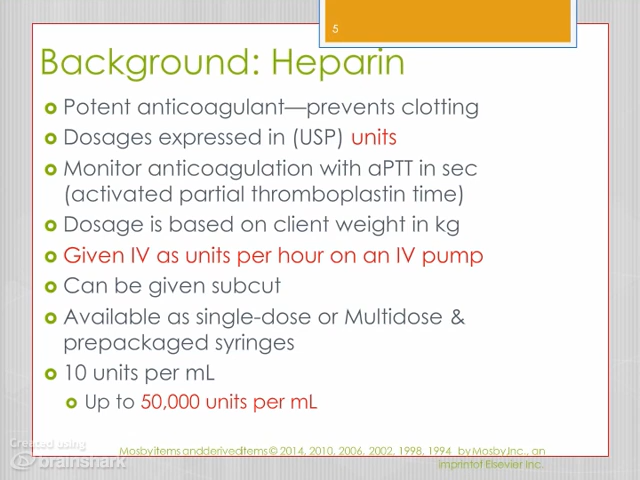 5
Background: Heparin
Potent anticoagulant—prevents clotting
Dosages expressed in (USP) units
Monitor anticoagulation with aPTT in sec
(activated partial thromboplastin time)
Dosage is based on client weight in kg
Given IV as units per hour on an IV pump
Can be given subcut
Available as single-dose or Multidose &
prepackaged syringes
10 units per mL
Up to 50,000 units per mL
Mosby items and derived items © 2014, 2010, 2006, 2002, 1998, 1994 by Mosby, Inc., an
imprint of Elsevier Inc.
Created using
brainshark